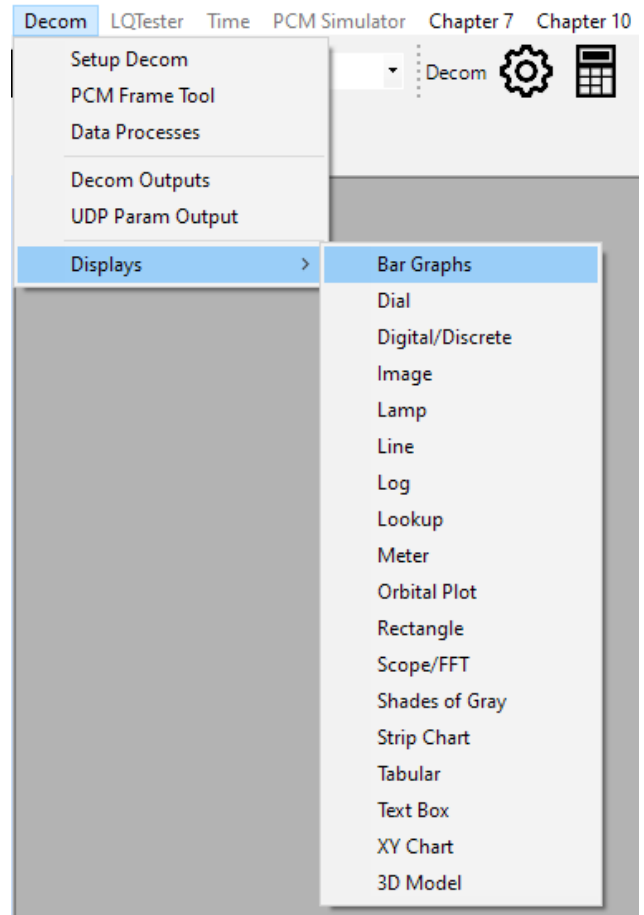 Decom LQTester Time PCM Simulator Chapter 7 Chapter 10
Setup Decom
PCM Frame Tool
Data Processes
Decom Outputs
UDP Param Output
Displays
Decom
Bar Graphs
Dial
Digital/Discrete
Image
Lamp
Line
Log
Lookup
Meter
Orbital Plot
Rectangle
Scope/FFT
Shades of Gray
Strip Chart
Tabular
Text Box
XY Chart
3D Model